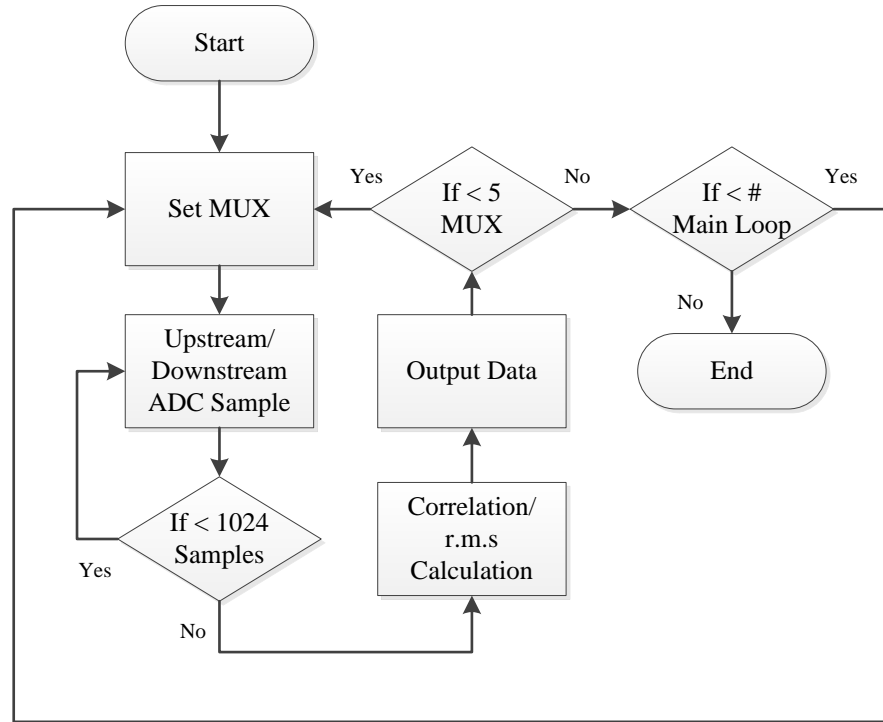 Start
Set MUX
Yes
If < 5
MUX
No
If < #
Main Loop
Yes
No
Upstream/
Downstream
ADC Sample
Output Data
End
If < 1024
Samples
Yes
No
Correlation/
r.m.s
Calculation